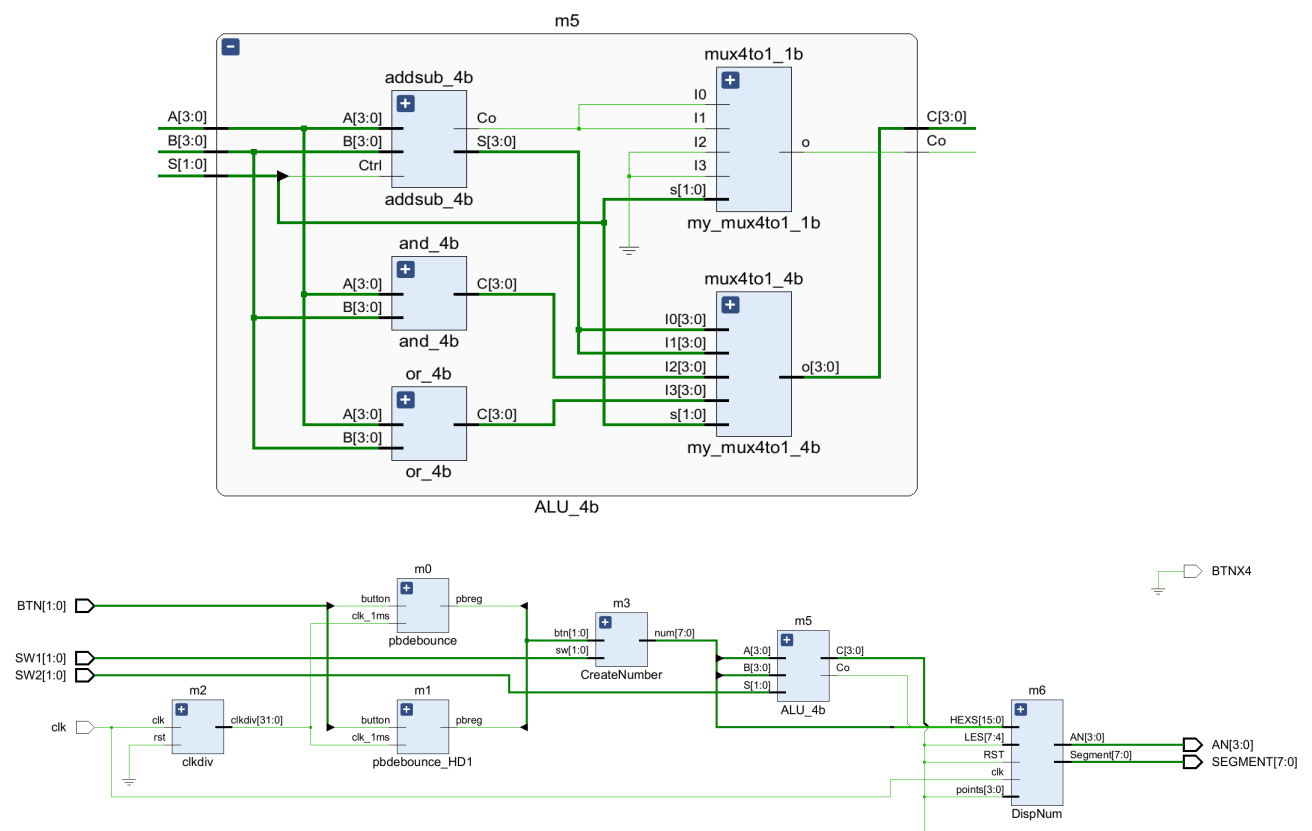 m5
addsub_4b
A[3:0]
B[3:0]
S[1:0]
A[3:0]
B[3:0]
Ctrl
Co
S[3:0]
addsub_4b
mux4to1_1b
I0
I1
I2
I3
s[1:0]
o
my_mux4to1_1b
C[3:0]
Co
and_4b
A[3:0]
B[3:0]
C[3:0]
and_4b
or_4b
A[3:0]
B[3:0]
C[3:0]
or_4b
mux4to1_4b
I0[3:0]
I1[3:0]
I2[3:0]
I3[3:0]
s[1:0]
o[3:0]
my_mux4to1_4b
ALU_4b
BTN[1:0]
SW1[1:0]
SW2[1:0]
clk
m2
clk
rst
clkdiv[31:0]
clkdiv
m0
button
clk_1ms
pbreg
pbdebounce
m1
button
clk_1ms
pbreg
pbdebounce_HD1
m3
btn[1:0]
sw[1:0]
num[7:0]
CreateNumber
m5
A[3:0]
B[3:0]
S[1:0]
C[3:0]
Co
ALU_4b
m6
HEXS[15:0]
LES[7:4]
RST
clk
points[3:0]
AN[3:0]
Segment[7:0]
DispNum
BTNX4
AN[3:0]
SEGMENT[7:0]